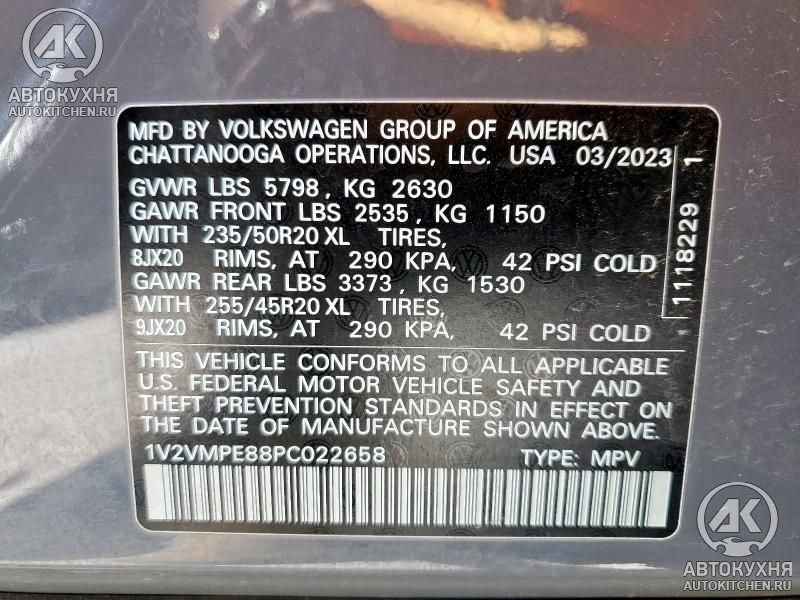 АК
АВТОКУХНЯ
AUTOKITCHEN.RU
MFD BY VOLKSWAGEN GROUP OF AMERICA
CHATTANOOGA OPERATIONS, LLC. USA 03/2023
GVWR LBS 5798, KG 2630
GAWR FRONT LBS 2535, KG 1150
WITH 235/50R20 XL TIRES,
8JX20 RIMS, AT 290 KPA, 42 PSI COLD
GAWR REAR LBS 3373, KG 1530
WITH 255/45R20 XL TIRES,
9JX20 RIMS, AT 290 KPA, 42 PSI COLD
THIS VEHICLE CONFORMS TO ALL APPLICABLE
U.S. FEDERAL MOTOR VEHICLE SAFETY AND
THEFT PREVENTION STANDARDS IN EFFECT ON
THE DATE OF MANUFACTURE SHOWN ABOVE.
1V2VMPE88PC022658 TYPE: MPV
1118229 1
АК
АВТОКУХНЯ
AUTOKITCHEN.RU